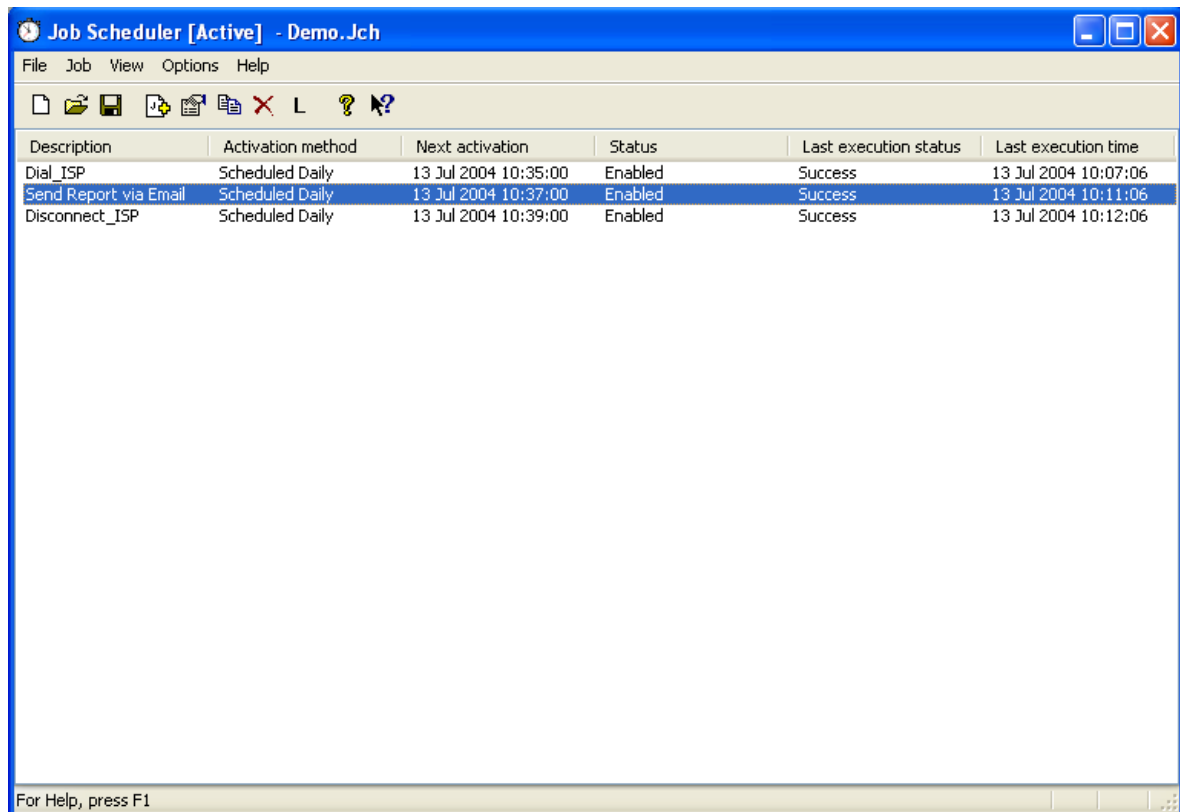 Job Scheduler [Active] - Demo.Jch
File Job View Options Help
L
Description Activation method Next activation Status Last execution status Last execution time
Dial_ISP Scheduled Daily 13 Jul 2004 10:35:00 Enabled Success 13 Jul 2004 10:07:06
Send Report via Email Scheduled Daily 13 Jul 2004 10:37:00 Enabled Success 13 Jul 2004 10:11:06
Disconnect_ISP Scheduled Daily 13 Jul 2004 10:39:00 Enabled Success 13 Jul 2004 10:12:06
For Help, press F1